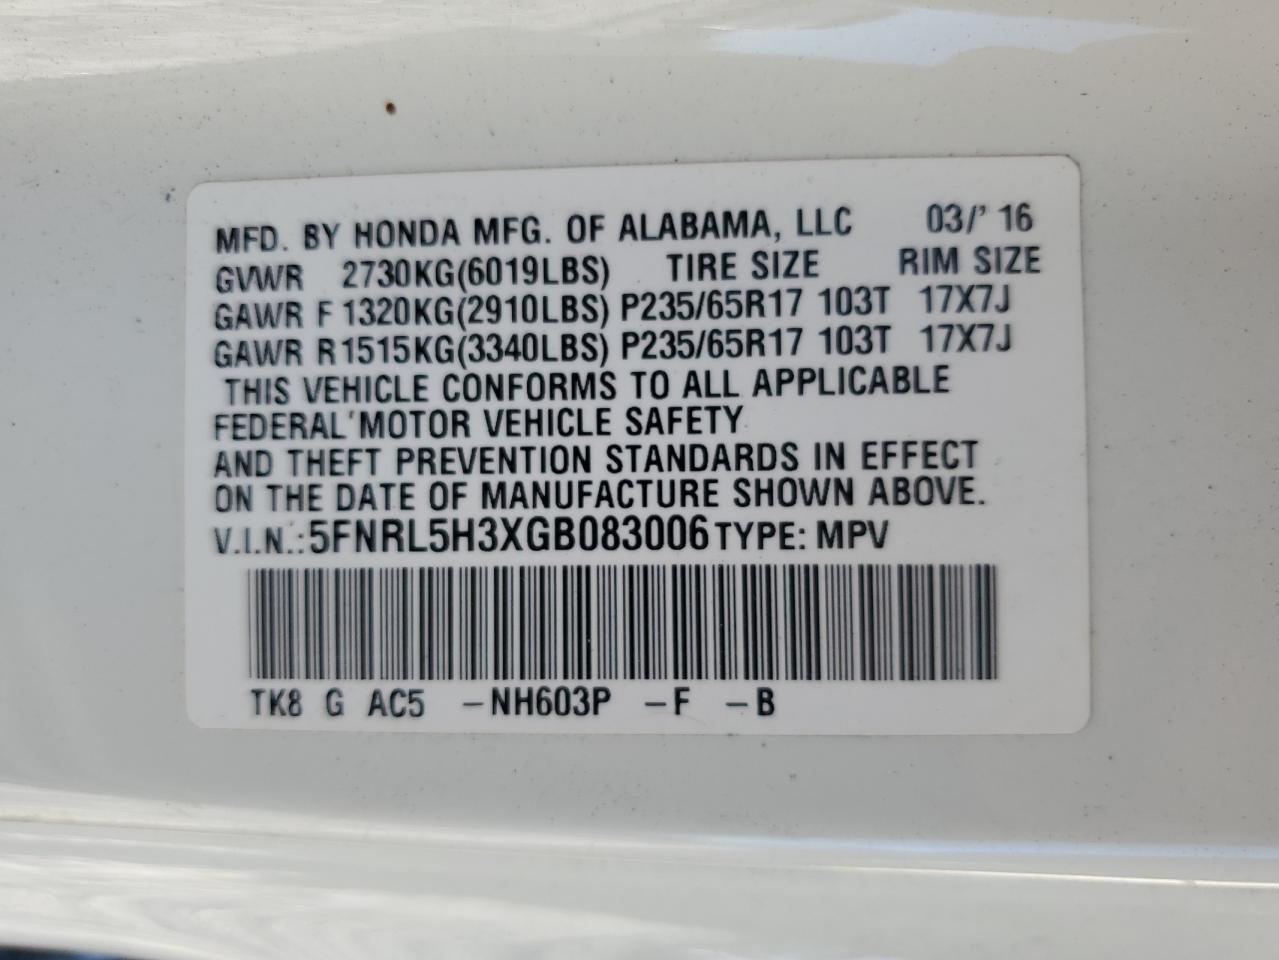 MFD. BY HONDA MFG. OF ALABAMA, LLC 03/' 16
GVWR 2730KG(6019LBS) TIRE SIZE RIM SIZE
GAWR F 1320KG(2910LBS) P235/65R17 103T 17X7J
GAWR R 1515KG(3340LBS) P235/65R17 103T 17X7J
THIS VEHICLE CONFORMS TO ALL APPLICABLE
FEDERAL MOTOR VEHICLE SAFETY
AND THEFT PREVENTION STANDARDS IN EFFECT
ON THE DATE OF MANUFACTURE SHOWN ABOVE.
V.I.N.: 5FNRL5H3XGB083006 TYPE: MPV
TK8 G AC5 -NH603P -F -B